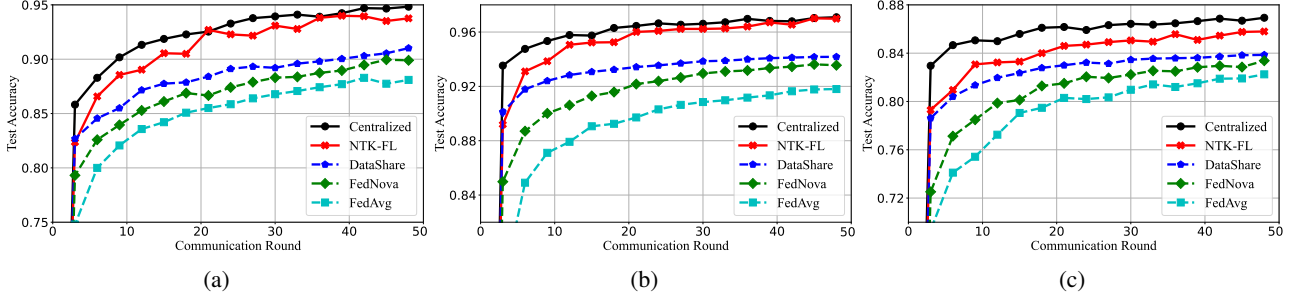 Test Accuracy
0.95
0.90
0.85
0.80
0.75
0
10
20
30
40
50
Communication Round
Centralized
NTK-FL
DataShare
FedNova
FedAvg
(a)
Test Accuracy
0.96
0.92
0.88
0.84
0
10
20
30
40
50
Communication Round
Centralized
NTK-FL
DataShare
FedNova
FedAvg
(b)
Test Accuracy
0.88
0.84
0.80
0.76
0.72
0
10
20
30
40
50
Communication Round
Centralized
NTK-FL
DataShare
FedNova
FedAvg
(c)